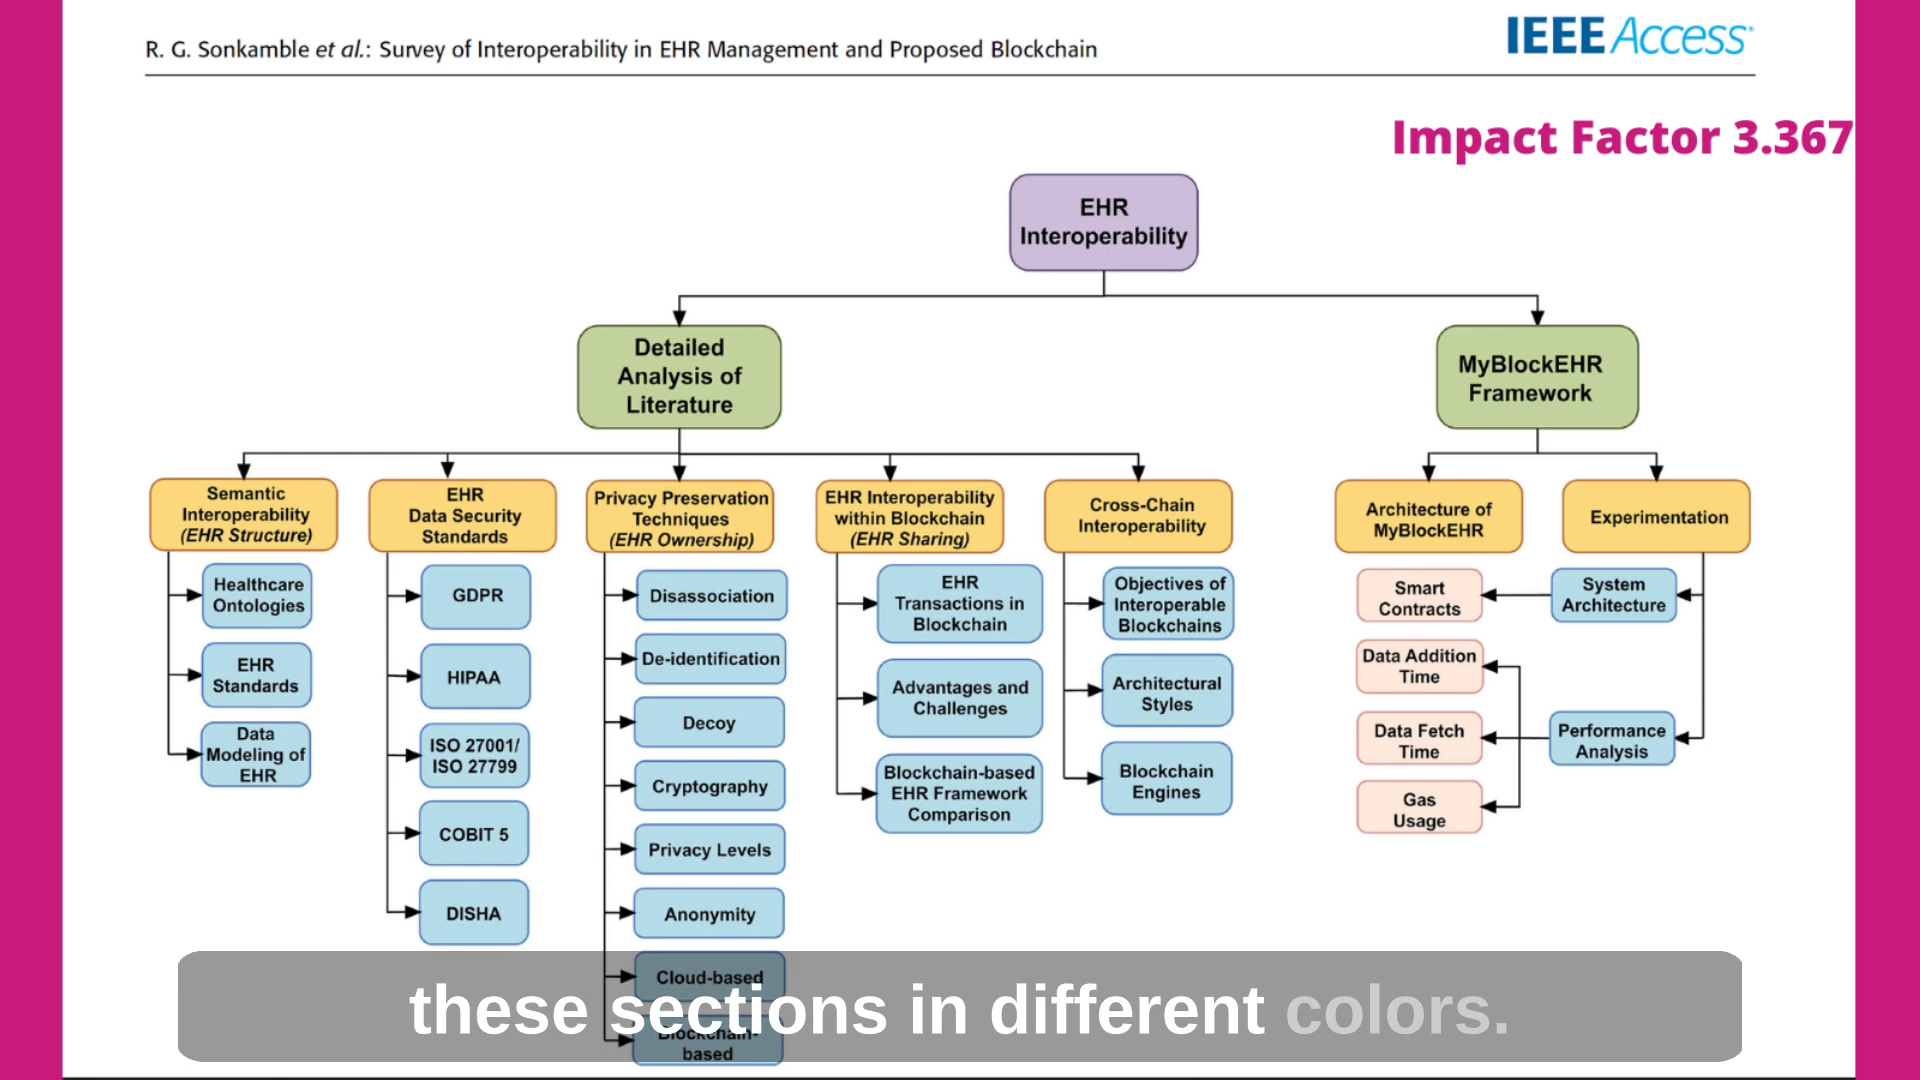 R. G. Sonkamble et al.: Survey of Interoperability in EHR Management and Proposed Blockchain
IEEE Access
Impact Factor 3.367
EHR
Interoperability
Detailed
Analysis of
Literature
MyBlockEHR
Framework
Semantic
Interoperability
(EHR Structure)
EHR
Data Security
Standards
Privacy Preservation
Techniques
(EHR Ownership)
EHR Interoperability
within Blockchain
(EHR Sharing)
Cross-Chain
Interoperability
Architecture of
MyBlockEHR
Experimentation
Healthcare
Ontologies
EHR
Standards
Data
Modeling of
EHR
GDPR
HIPAA
ISO 27001/
ISO 27799
COBIT 5
DISHA
Disassociation
De-identification
Decoy
Cryptography
Privacy Levels
Anonymity
Cloud-based
Blockchain-
based
EHR
Transactions in
Blockchain
Advantages and
Challenges
Blockchain-based
EHR Framework
Comparison
Objectives of
Interoperable
Blockchains
Architectural
Styles
Blockchain
Engines
Smart
Contracts
System
Architecture
Data Addition
Time
Data Fetch
Time
Performance
Analysis
Gas
Usage
these sections in different colors.